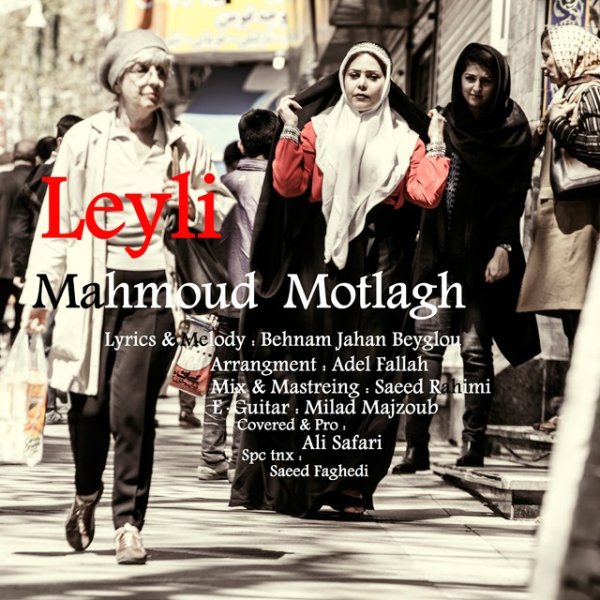 Leyli
Mahmoud Motlagh
Lyrics & Melody : Behnam Jahan Beyglou
Arrangment : Adel Fallah
Mix & Mastreing : Saeed Rahimi
E - Guitar : Milad Majzoub
Covered & Pro :
Ali Safari
Spc tnx :
Saeed Faghedi